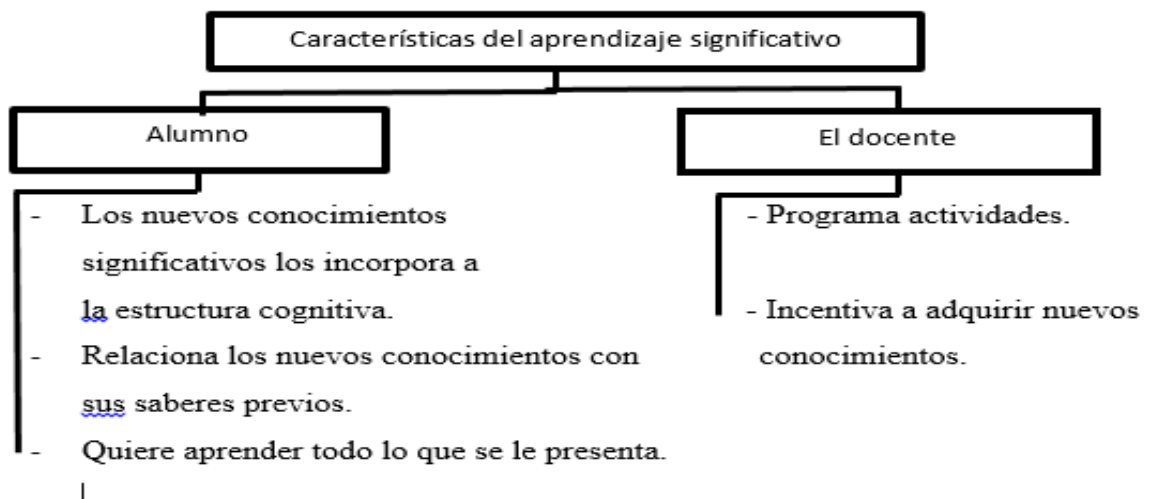 Características del aprendizaje significativo
Alumno
- Los nuevos conocimientos
significativos los incorpora a
la estructura cognitiva.
- Relaciona los nuevos conocimientos con
sus saberes previos.
- Quiere aprender todo lo que se le presenta.
El docente
- Programa actividades.
- Incentiva a adquirir nuevos
conocimientos.